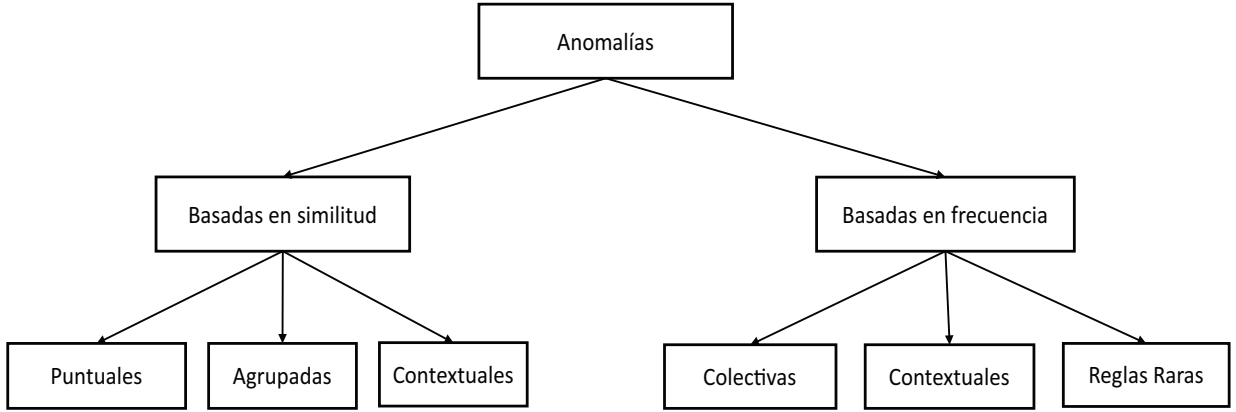 Anomalías
Basadas en similitud
Basadas en frecuencia
Puntuales
Agrupadas
Contextuales
Colectivas
Contextuales
Reglas Raras